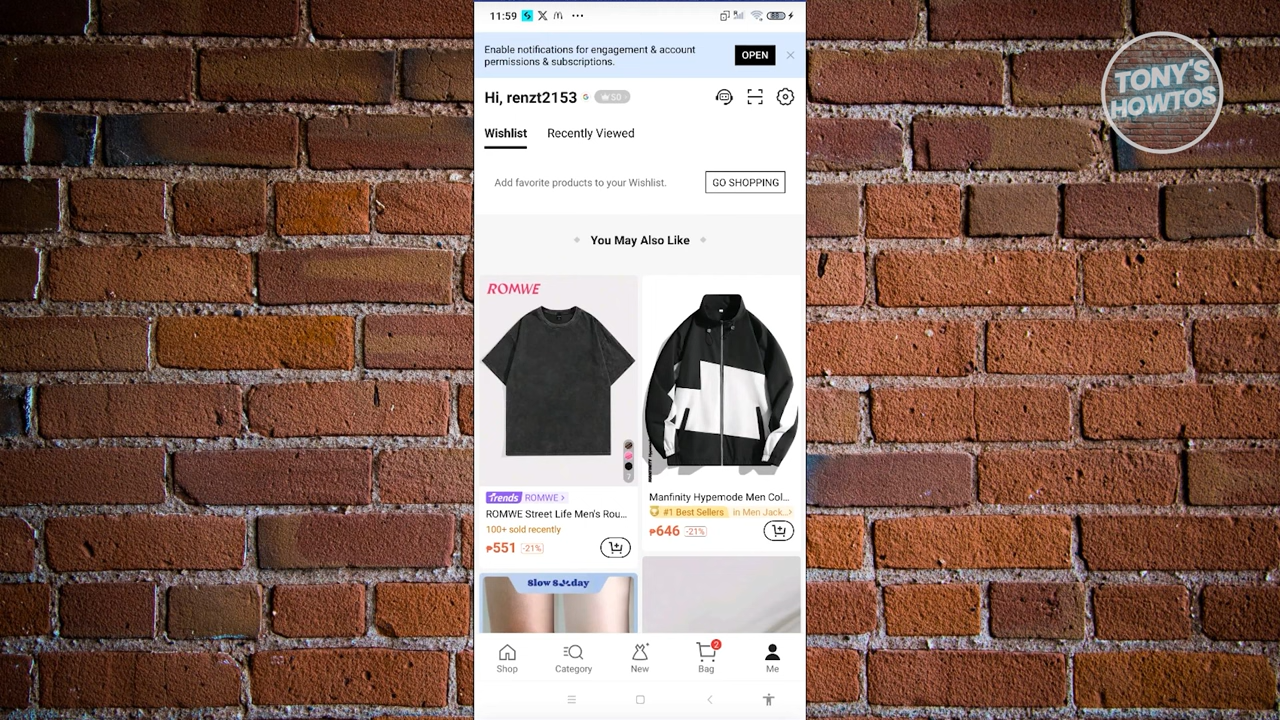 11:59
Enable notifications for engagement & account
permissions & subscriptions.
OPEN
Hi, renzt2153
50
Wishlist
Recently Viewed
Add favorite products to your Wishlist.
GO SHOPPING
You May Also Like
ROMWE
Trends ROMWE
ROMWE Street Life Men's Rou...
100+ sold recently
₱551 -21%
Manfinity Hypemode Men Col...
#1 Best Sellers in Men Jack...
₱646 -21%
Slow Sunday
Shop
Category
New
Bag
2
Me
TONY'S
HOWTOS